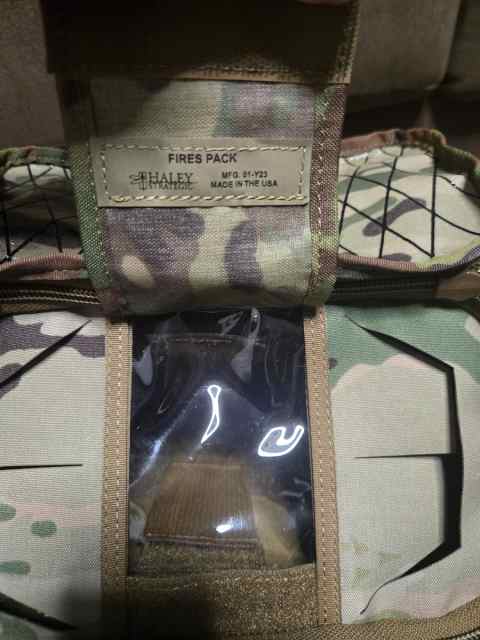 FIRES PACK
HALEY
STRATEGIC
MFG. 01-Y23
MADE IN THE USA